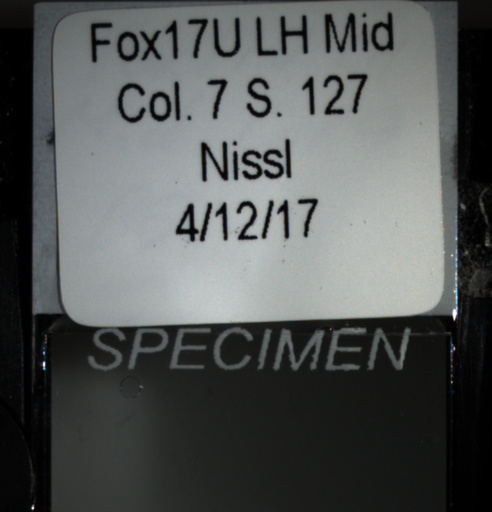 Fox17U LH Mid
Col. 7 S. 127
Nissl
4/12/17
SPECIMEN